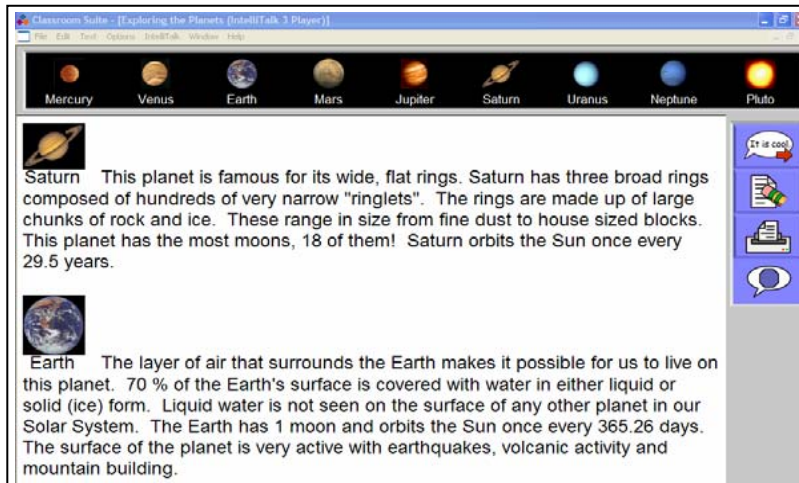 Classroom Suite - [Exploring the Planets (IntelliTalk 3 Player)]
File Edit Text Options IntelliTalk Window Help
Mercury Venus Earth Mars Jupiter Saturn Uranus Neptune Pluto
It is cool
Saturn This planet is famous for its wide, flat rings. Saturn has three broad rings
composed of hundreds of very narrow "ringlets". The rings are made up of large
chunks of rock and ice. These range in size from fine dust to house sized blocks.
This planet has the most moons, 18 of them! Saturn orbits the Sun once every
29.5 years.
Earth The layer of air that surrounds the Earth makes it possible for us to live on
this planet. 70 % of the Earth's surface is covered with water in either liquid or
solid (ice) form. Liquid water is not seen on the surface of any other planet in our
Solar System. The Earth has 1 moon and orbits the Sun once every 365.26 days.
The surface of the planet is very active with earthquakes, volcanic activity and
mountain building.